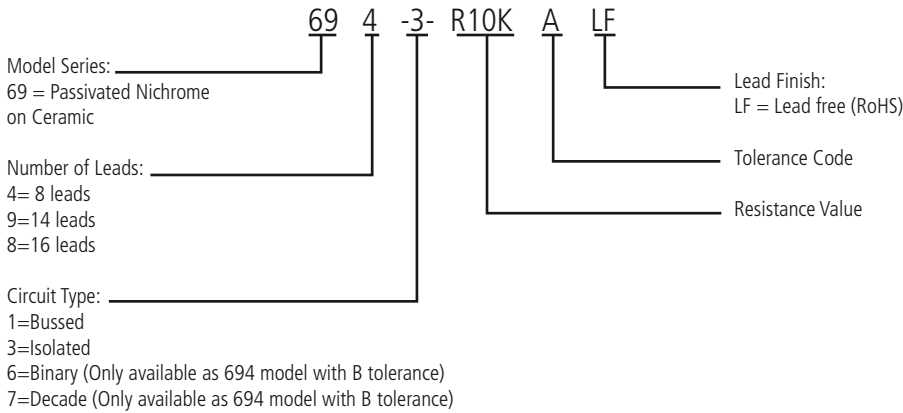 69 4 -3- R10K A LF
Model Series:
69 = Passivated Nichrome
on Ceramic
Lead Finish:
LF = Lead free (RoHS)
Tolerance Code
Number of Leads:
4= 8 leads
9=14 leads
8=16 leads
Resistance Value
Circuit Type:
1=Bussed
3=Isolated
6=Binary (Only available as 694 model with B tolerance)
7=Decade (Only available as 694 model with B tolerance)